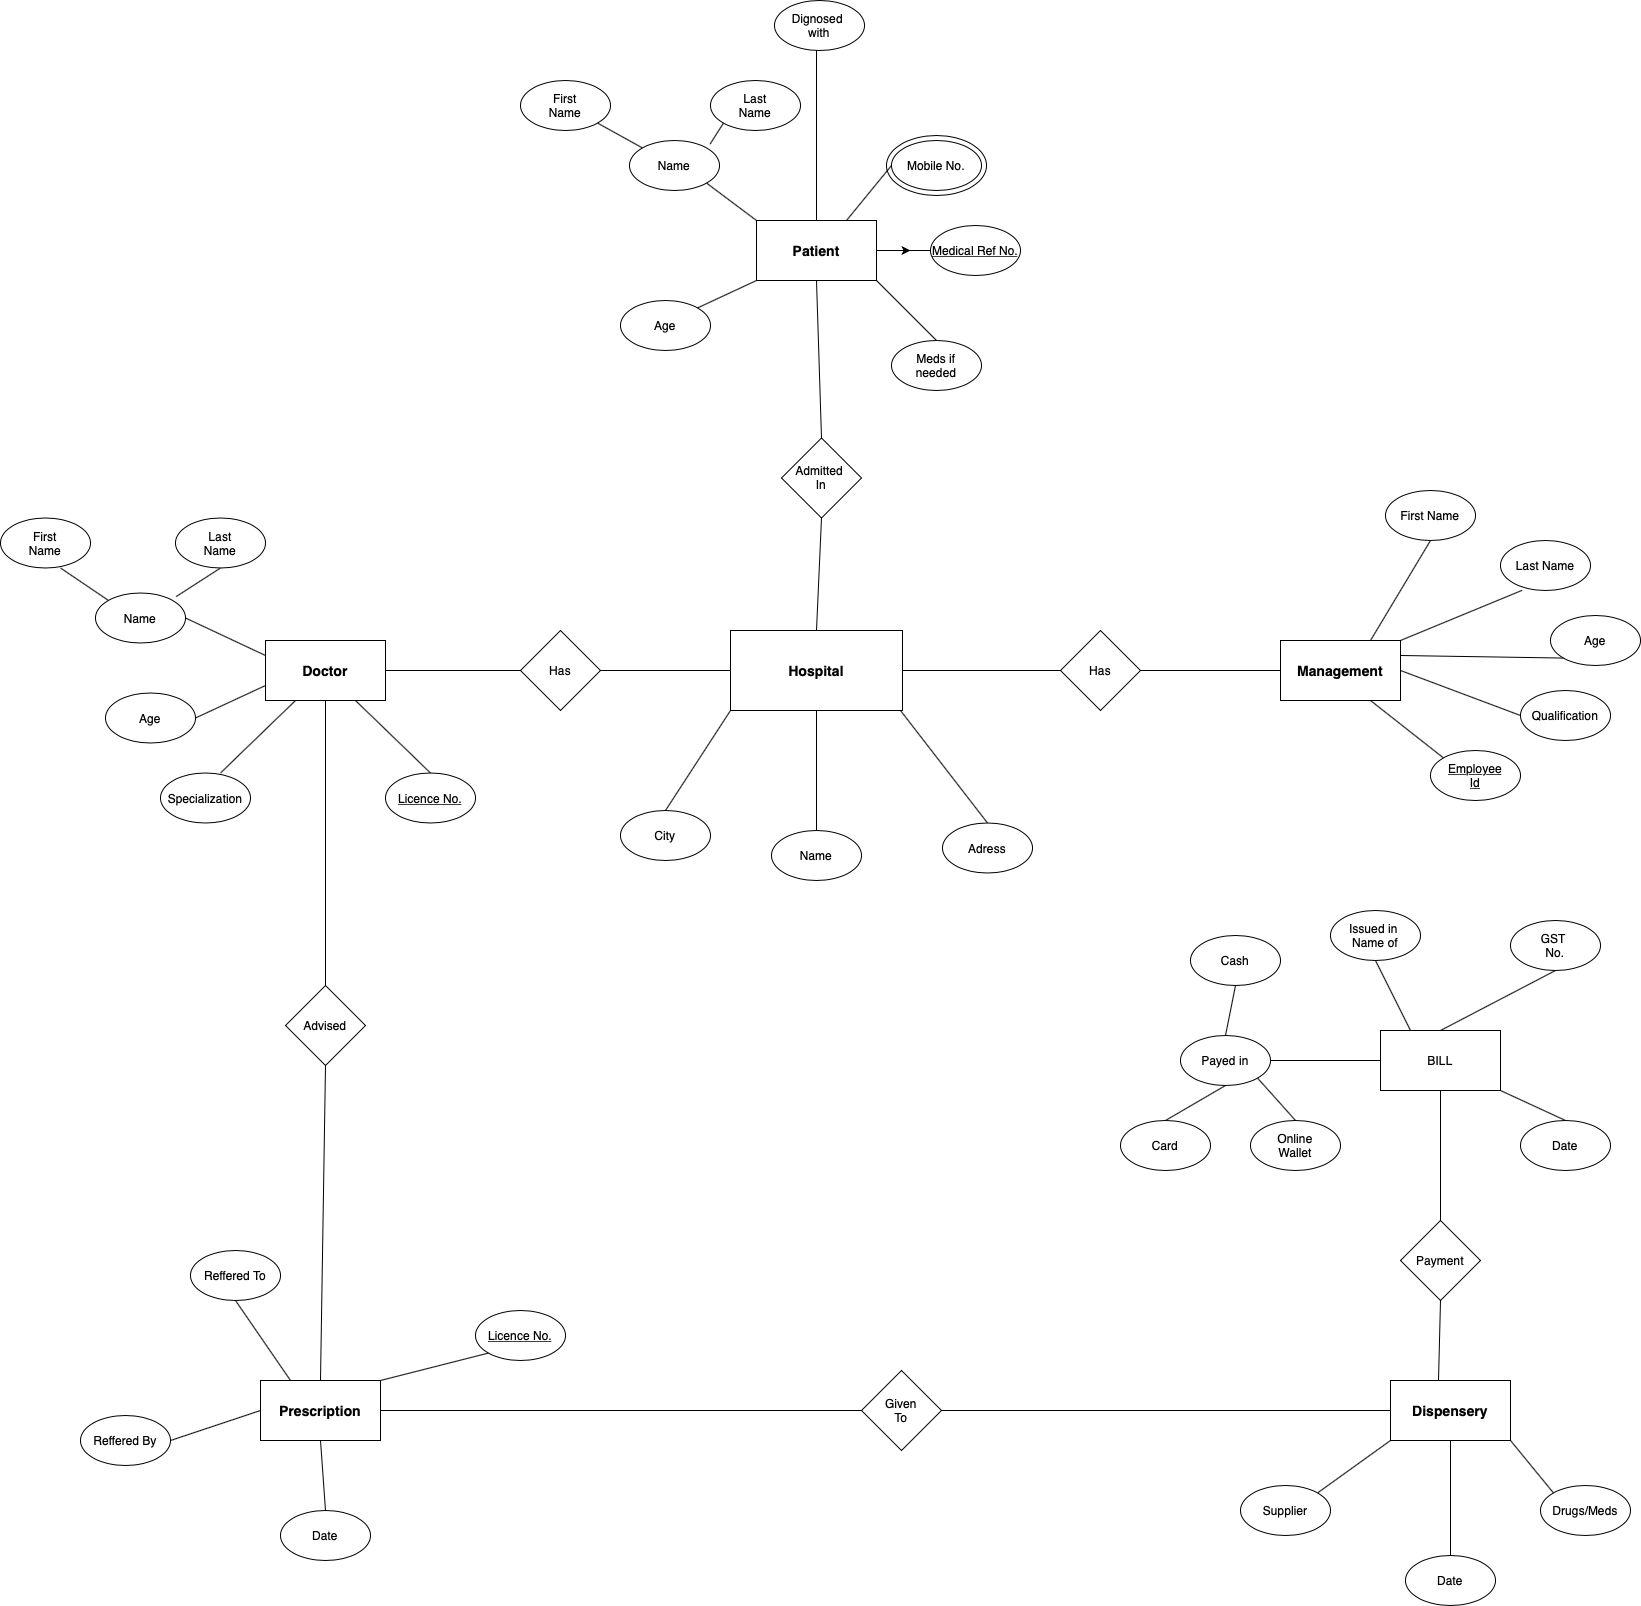 Dignosed
with
First
Name
Last
Name
Name
Mobile No.
Patient
Medical Ref No.
Age
Meds if
needed
Admitted
In
First
Name
Last
Name
Name
Doctor
Age
Specialization
Licence No.
Has
Hospital
City
Name
Adress
Has
Management
First Name
Last Name
Age
Qualification
Employee
Id
Issued in
Name of
GST
No.
Cash
Payed in
BILL
Card
Online
Wallet
Date
Advised
Payment
Reffered To
Licence No.
Prescription
Reffered By
Date
Given
To
Dispensery
Supplier
Drugs/Meds
Date